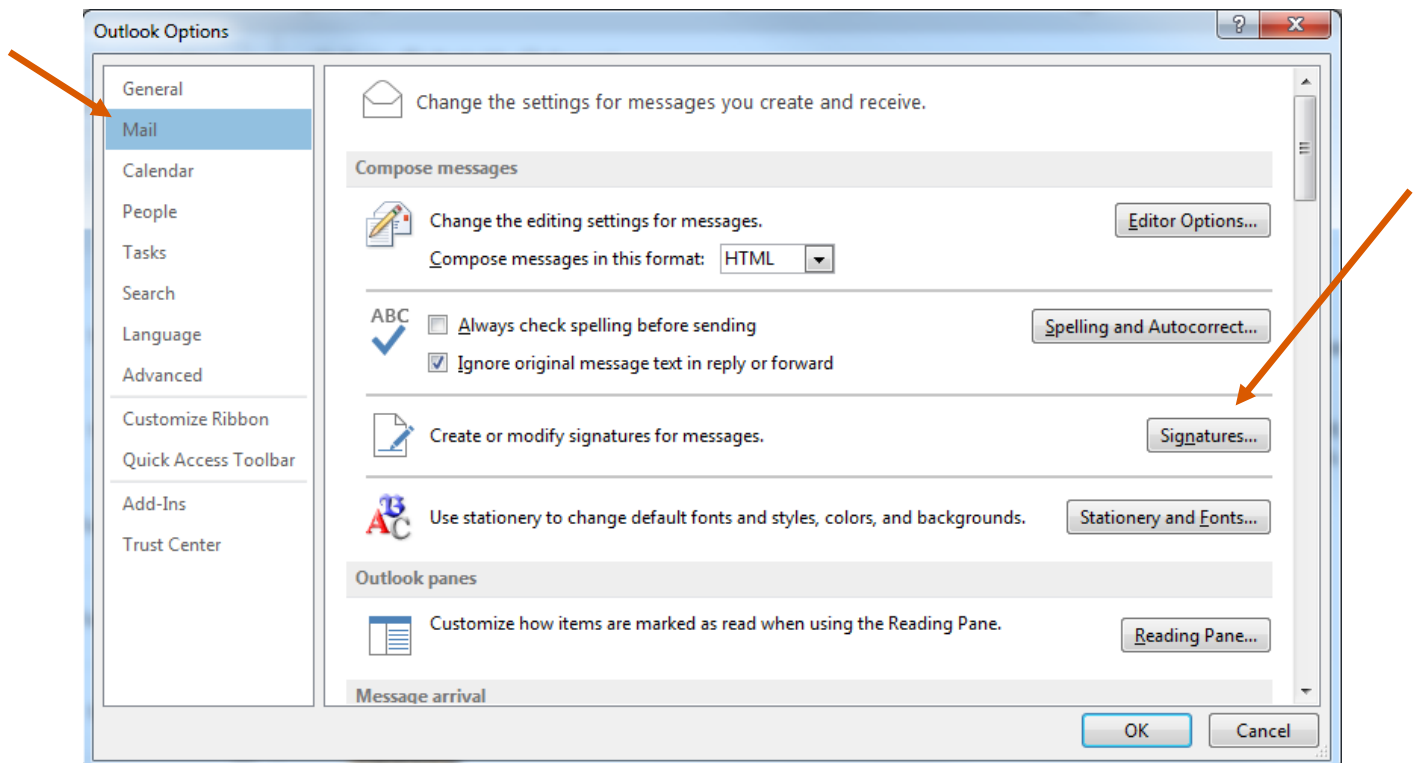 Outlook Options
General
Mail
Calendar
People
Tasks
Search
Language
Advanced
Customize Ribbon
Quick Access Toolbar
Add-Ins
Trust Center
Change the settings for messages you create and receive.
Compose messages
Change the editing settings for messages.
Editor Options...
Compose messages in this format: HTML
ABC
Always check spelling before sending
Spelling and Autocorrect...
Ignore original message text in reply or forward
Create or modify signatures for messages.
Signatures...
Use stationery to change default fonts and styles, colors, and backgrounds.
Stationery and Fonts...
Outlook panes
Customize how items are marked as read when using the Reading Pane.
Reading Pane...
Message arrival
OK
Cancel